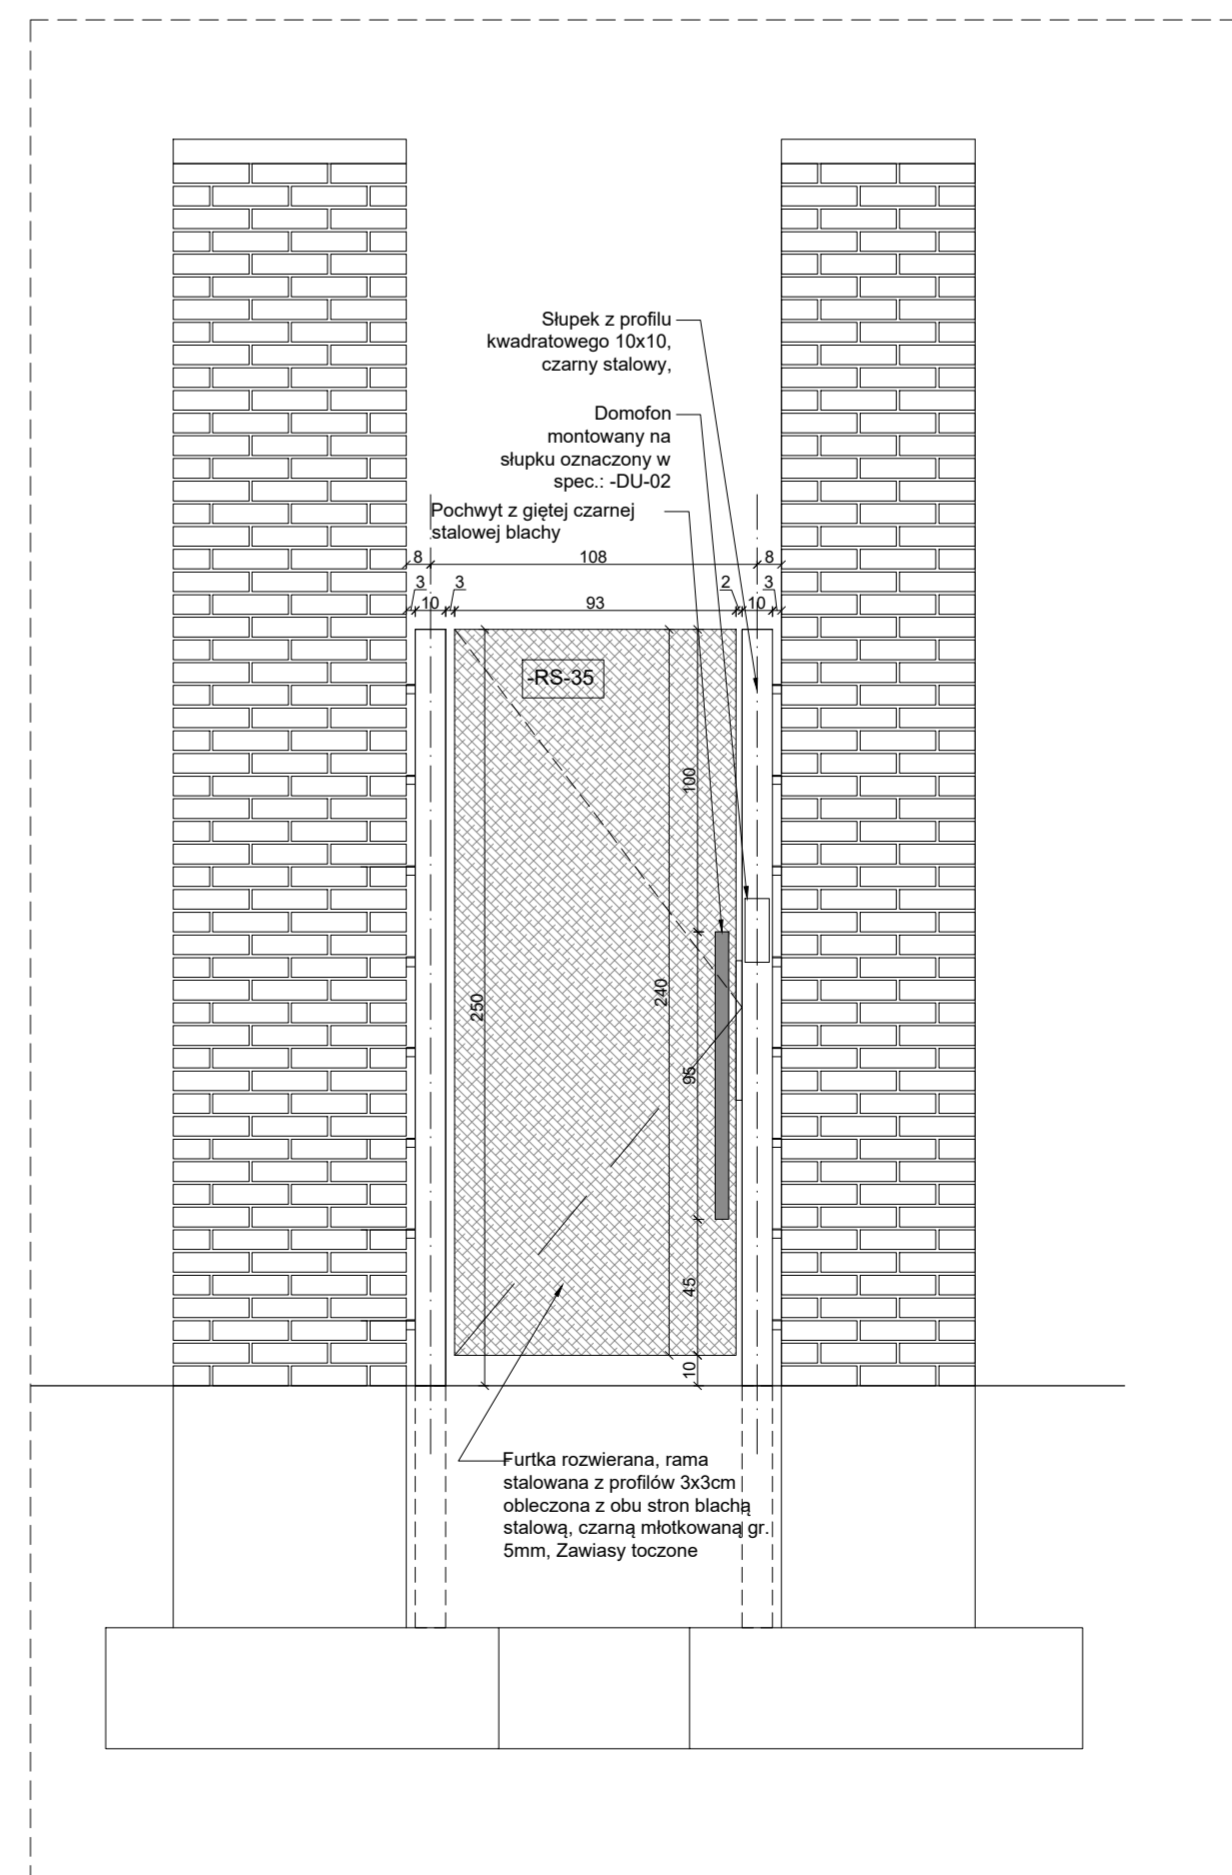 Słupek z profilu
kwadratowego 10x10,
czarny stalowy,
Domofon
montowany na
słupku oznaczony w
spec.: -DU-02
Pochwyt z giętej czarnej
stalowej blachy
8
108
8
3
10
3
93
2
10
3
-RS-35
100
250
240
95
45
10
Furtka rozwierana, rama
stalowana z profilów 3x3cm
obleczona z obu stron blachą
stalową, czarną młotkowaną gr.
5mm, Zawiasy toczone